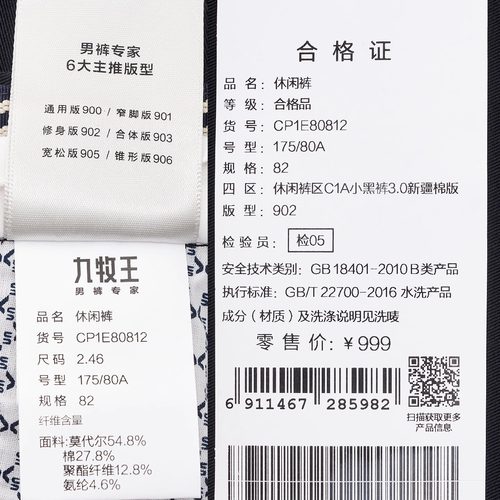 男裤专家
6大主推版型
通用版900 / 窄脚版901
修身版902 / 合体版903
宽松版905 / 锥形版906
九牧王
男裤专家
品名 休闲裤
货号 CP1E80812
尺码 2.46
号型 175/80A
规格 82
纤维含量
面料:莫代尔54.8%
棉27.8%
聚酯纤维12.8%
氨纶4.6%
合格证
品名: 休闲裤
等级: 合格品
货号: CP1E80812
号型: 175/80A
规格: 82
四区: 休闲裤区C1A小黑裤3.0新疆棉版
版型: 902
检验员: 检05
安全技术类别: GB 18401-2010 B类产品
执行标准: GB/T 22700-2016 水洗产品
成分(材质)及洗涤说明见洗唛
零售价: ¥999
6 911467 285982
扫描获取更多
产品信息